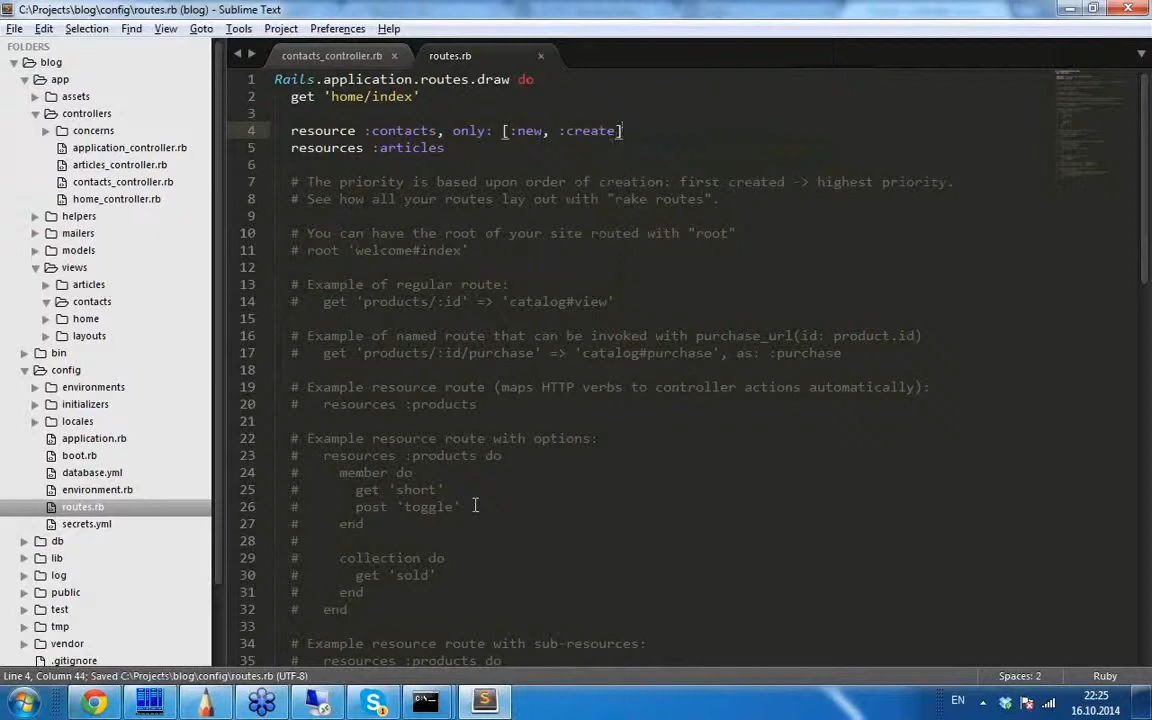 C:\Projects\blog\config\routes.rb (blog) - Sublime Text
File Edit Selection Find View Goto Tools Project Preferences Help
FOLDERS
blog
app
assets
controllers
concerns
application_controller.rb
articles_controller.rb
contacts_controller.rb
home_controller.rb
helpers
mailers
models
views
articles
contacts
home
layouts
bin
config
environments
initializers
locales
application.rb
boot.rb
database.yml
environment.rb
routes.rb
secrets.yml
db
lib
log
public
test
tmp
vendor
.gitignore
contacts_controller.rb × routes.rb ×
1 Rails.application.routes.draw do
2 get 'home/index'
3
4 resource :contacts, only: [:new, :create]
5 resources :articles
6
7 # The priority is based upon order of creation: first created -> highest priority.
8 # See how all your routes lay out with "rake routes".
9
10 # You can have the root of your site routed with "root"
11 # root 'welcome#index'
12
13 # Example of regular route:
14 # get 'products/:id' => 'catalog#view'
15
16 # Example of named route that can be invoked with purchase_url(id: product.id)
17 # get 'products/:id/purchase' => 'catalog#purchase', as: :purchase
18
19 # Example resource route (maps HTTP verbs to controller actions automatically):
20 # resources :products
21
22 # Example resource route with options:
23 # resources :products do
24 # member do
25 # get 'short'
26 # post 'toggle'
27 # end
28 #
29 # collection do
30 # get 'sold'
31 # end
32 # end
33
34 # Example resource route with sub-resources:
35 # resources :products do
Line 4, Column 44; Saved C:\Projects\blog\config\routes.rb (UTF-8) Spaces: 2 Ruby
EN 22:25
16.10.2014